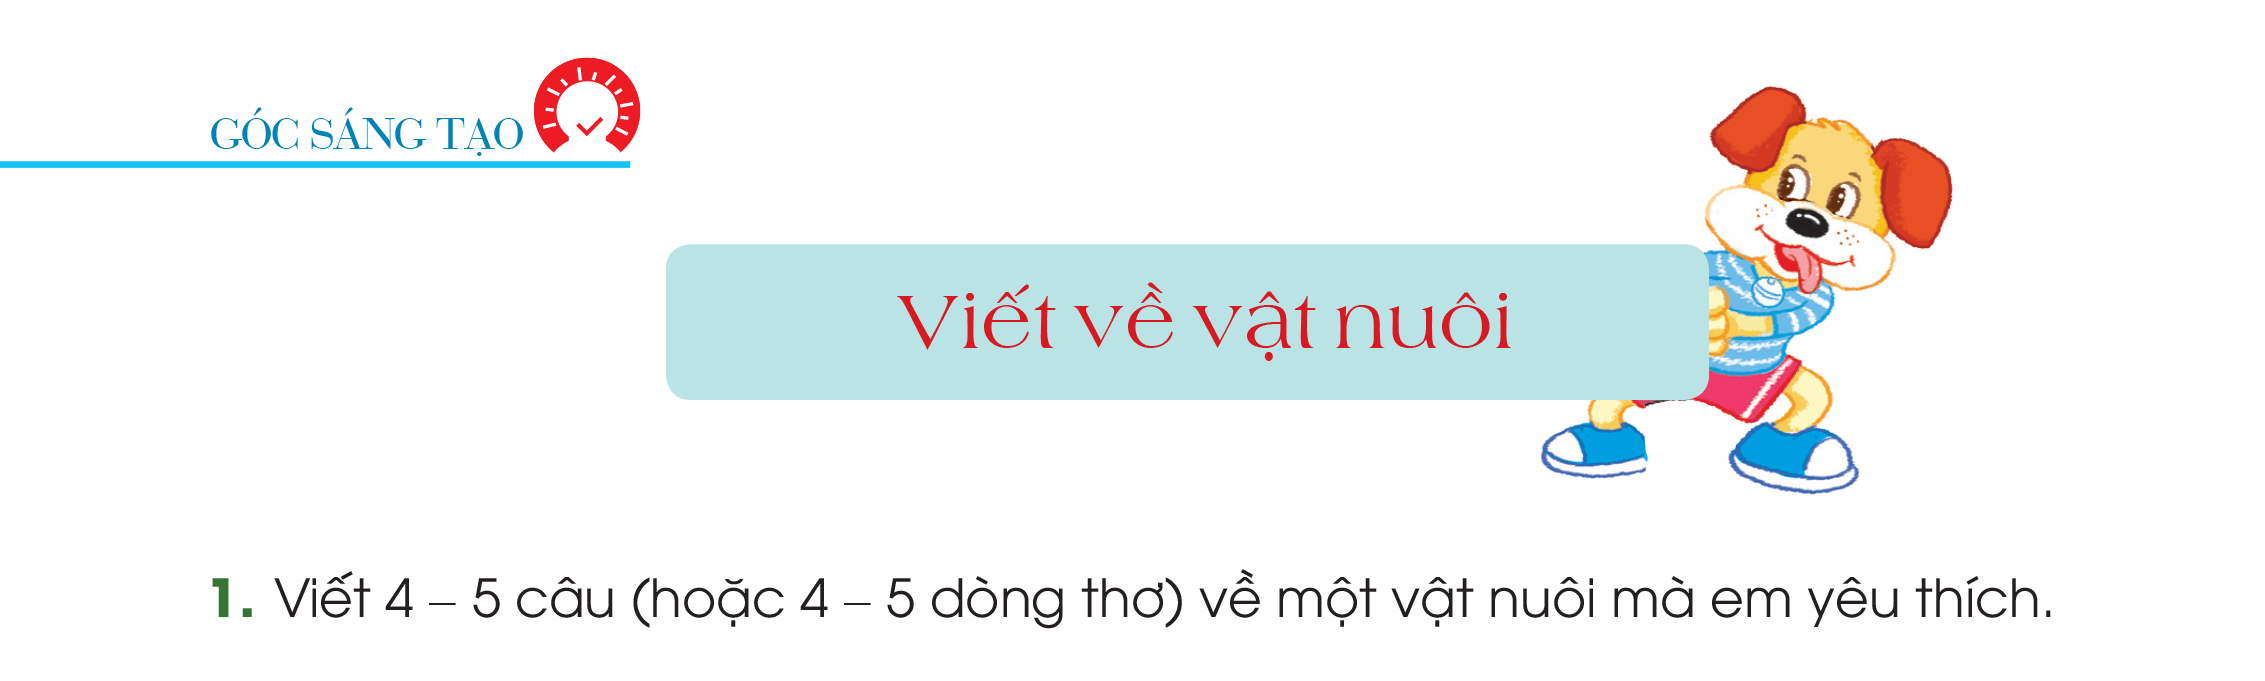 GÓC SÁNG TẠO
Viết về vật nuôi
1. Viết 4 – 5 câu (hoặc 4 – 5 dòng thơ) về một vật nuôi mà em yêu thích.